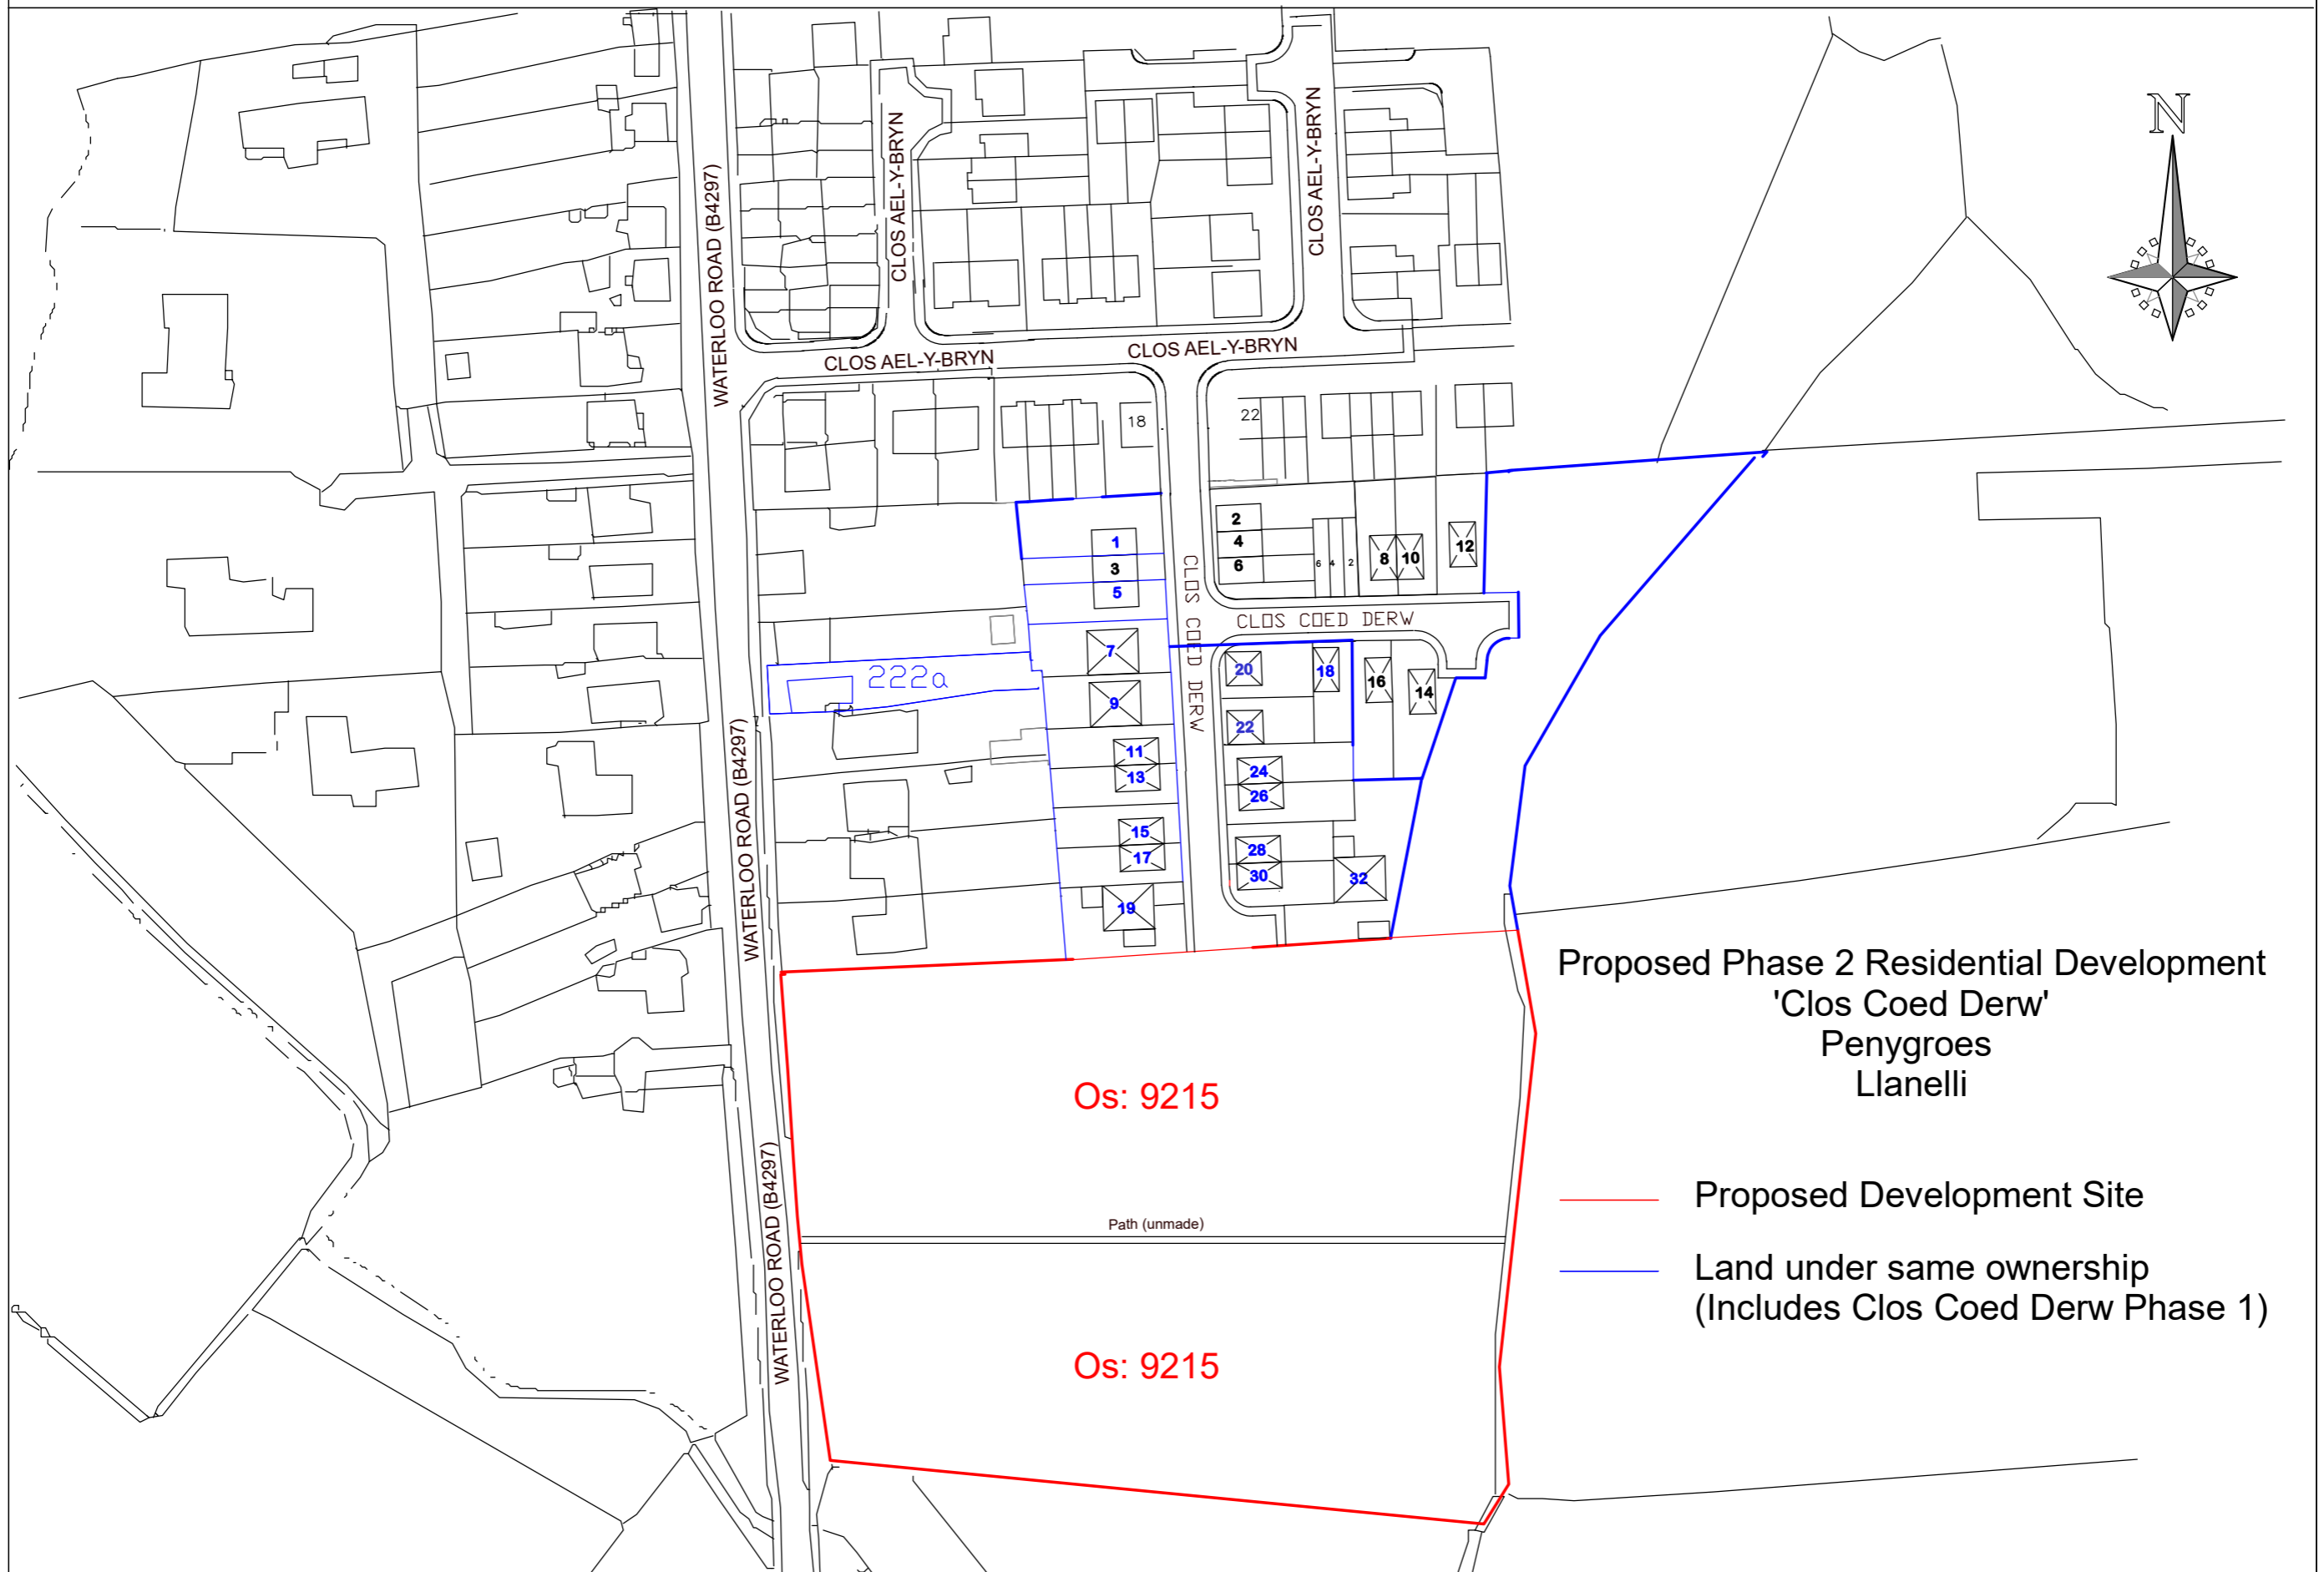 N
WATERLOO ROAD (B4297)
CLOS AEL-Y-BRYN
CLOS AEL-Y-BRYN
CLOS AEL-Y-BRYN
CLOS AEL-Y-BRYN
18
22
1
3
5
7
9
11
13
15
17
19
2
4
6
6 4 2
8
10
12
CLOS COED DERW
CLOS COED DERW
20
18
16
14
22
24
26
28
30
32
222a
WATERLOO ROAD (B4297)
WATERLOO ROAD (B4297)
Os: 9215
Path (unmade)
Os: 9215
Proposed Phase 2 Residential Development
'Clos Coed Derw'
Penygroes
Llanelli
Proposed Development Site
Land under same ownership
(Includes Clos Coed Derw Phase 1)